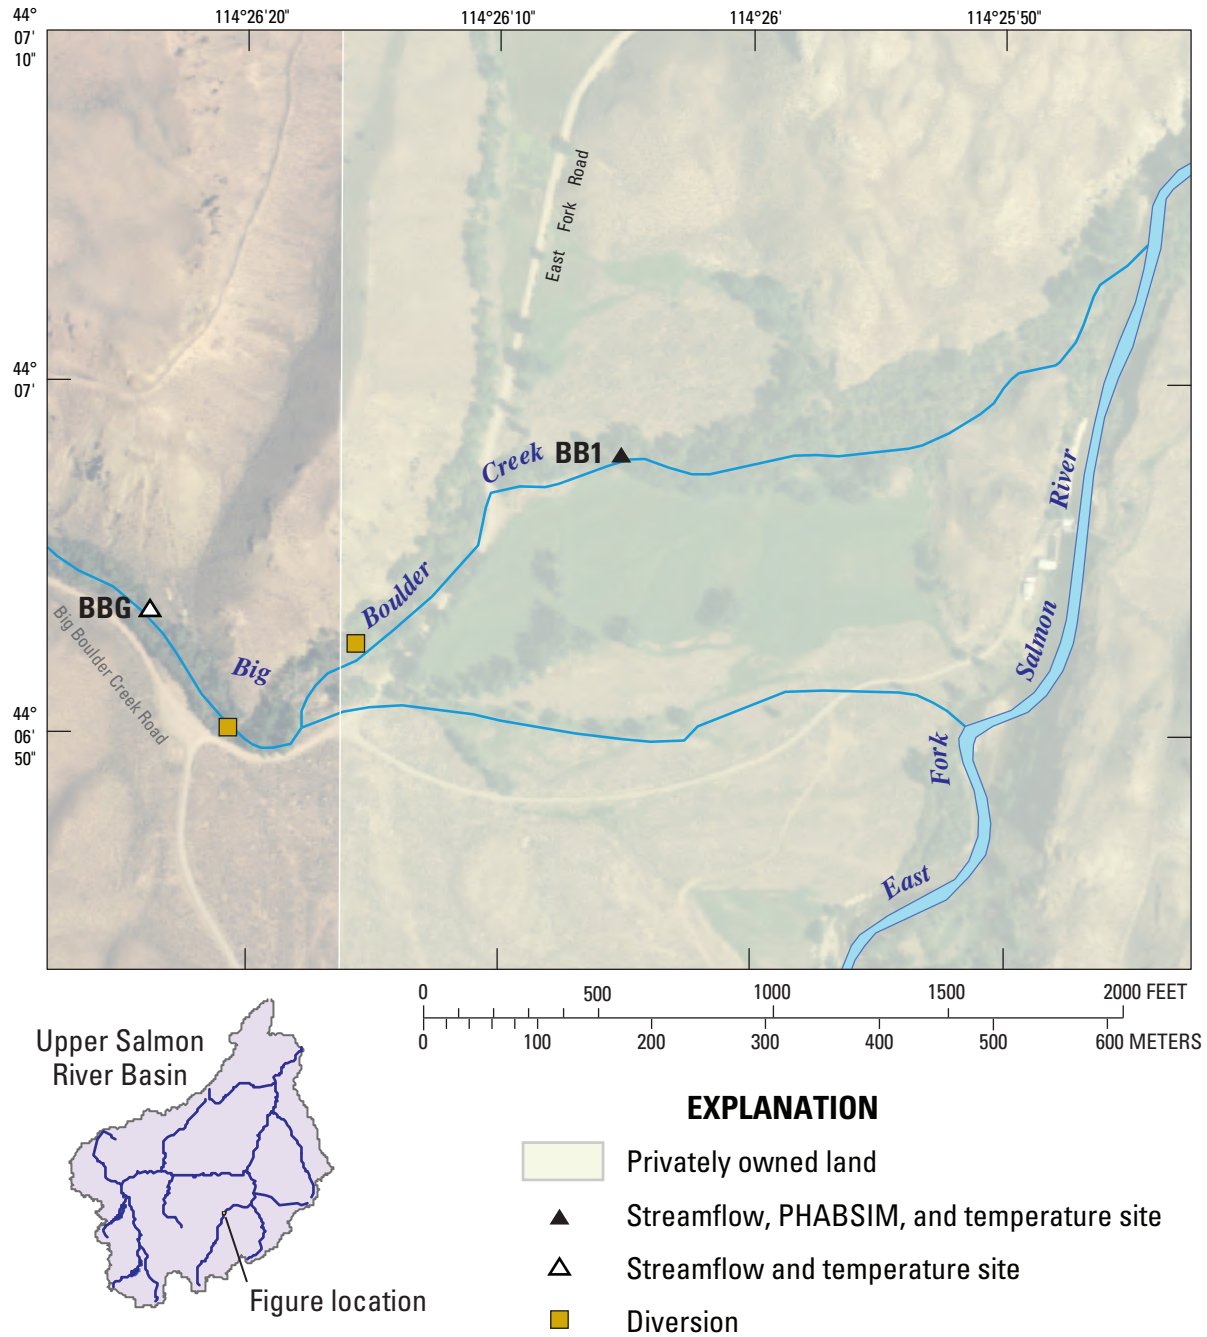 44°
07'
10"
114°26'20"
114°26'10"
114°26'
114°25'50"
East Fork Road
44°
07'
Creek
BB1
River
Boulder
BBG
Big Boulder Creek Road
Big
Salmon
44°
06'
50"
Fork
East
0 500 1000 1500 2000 FEET
0 100 200 300 400 500 600 METERS
Upper Salmon
River Basin
Figure location
EXPLANATION
Privately owned land
Streamflow, PHABSIM, and temperature site
Streamflow and temperature site
Diversion